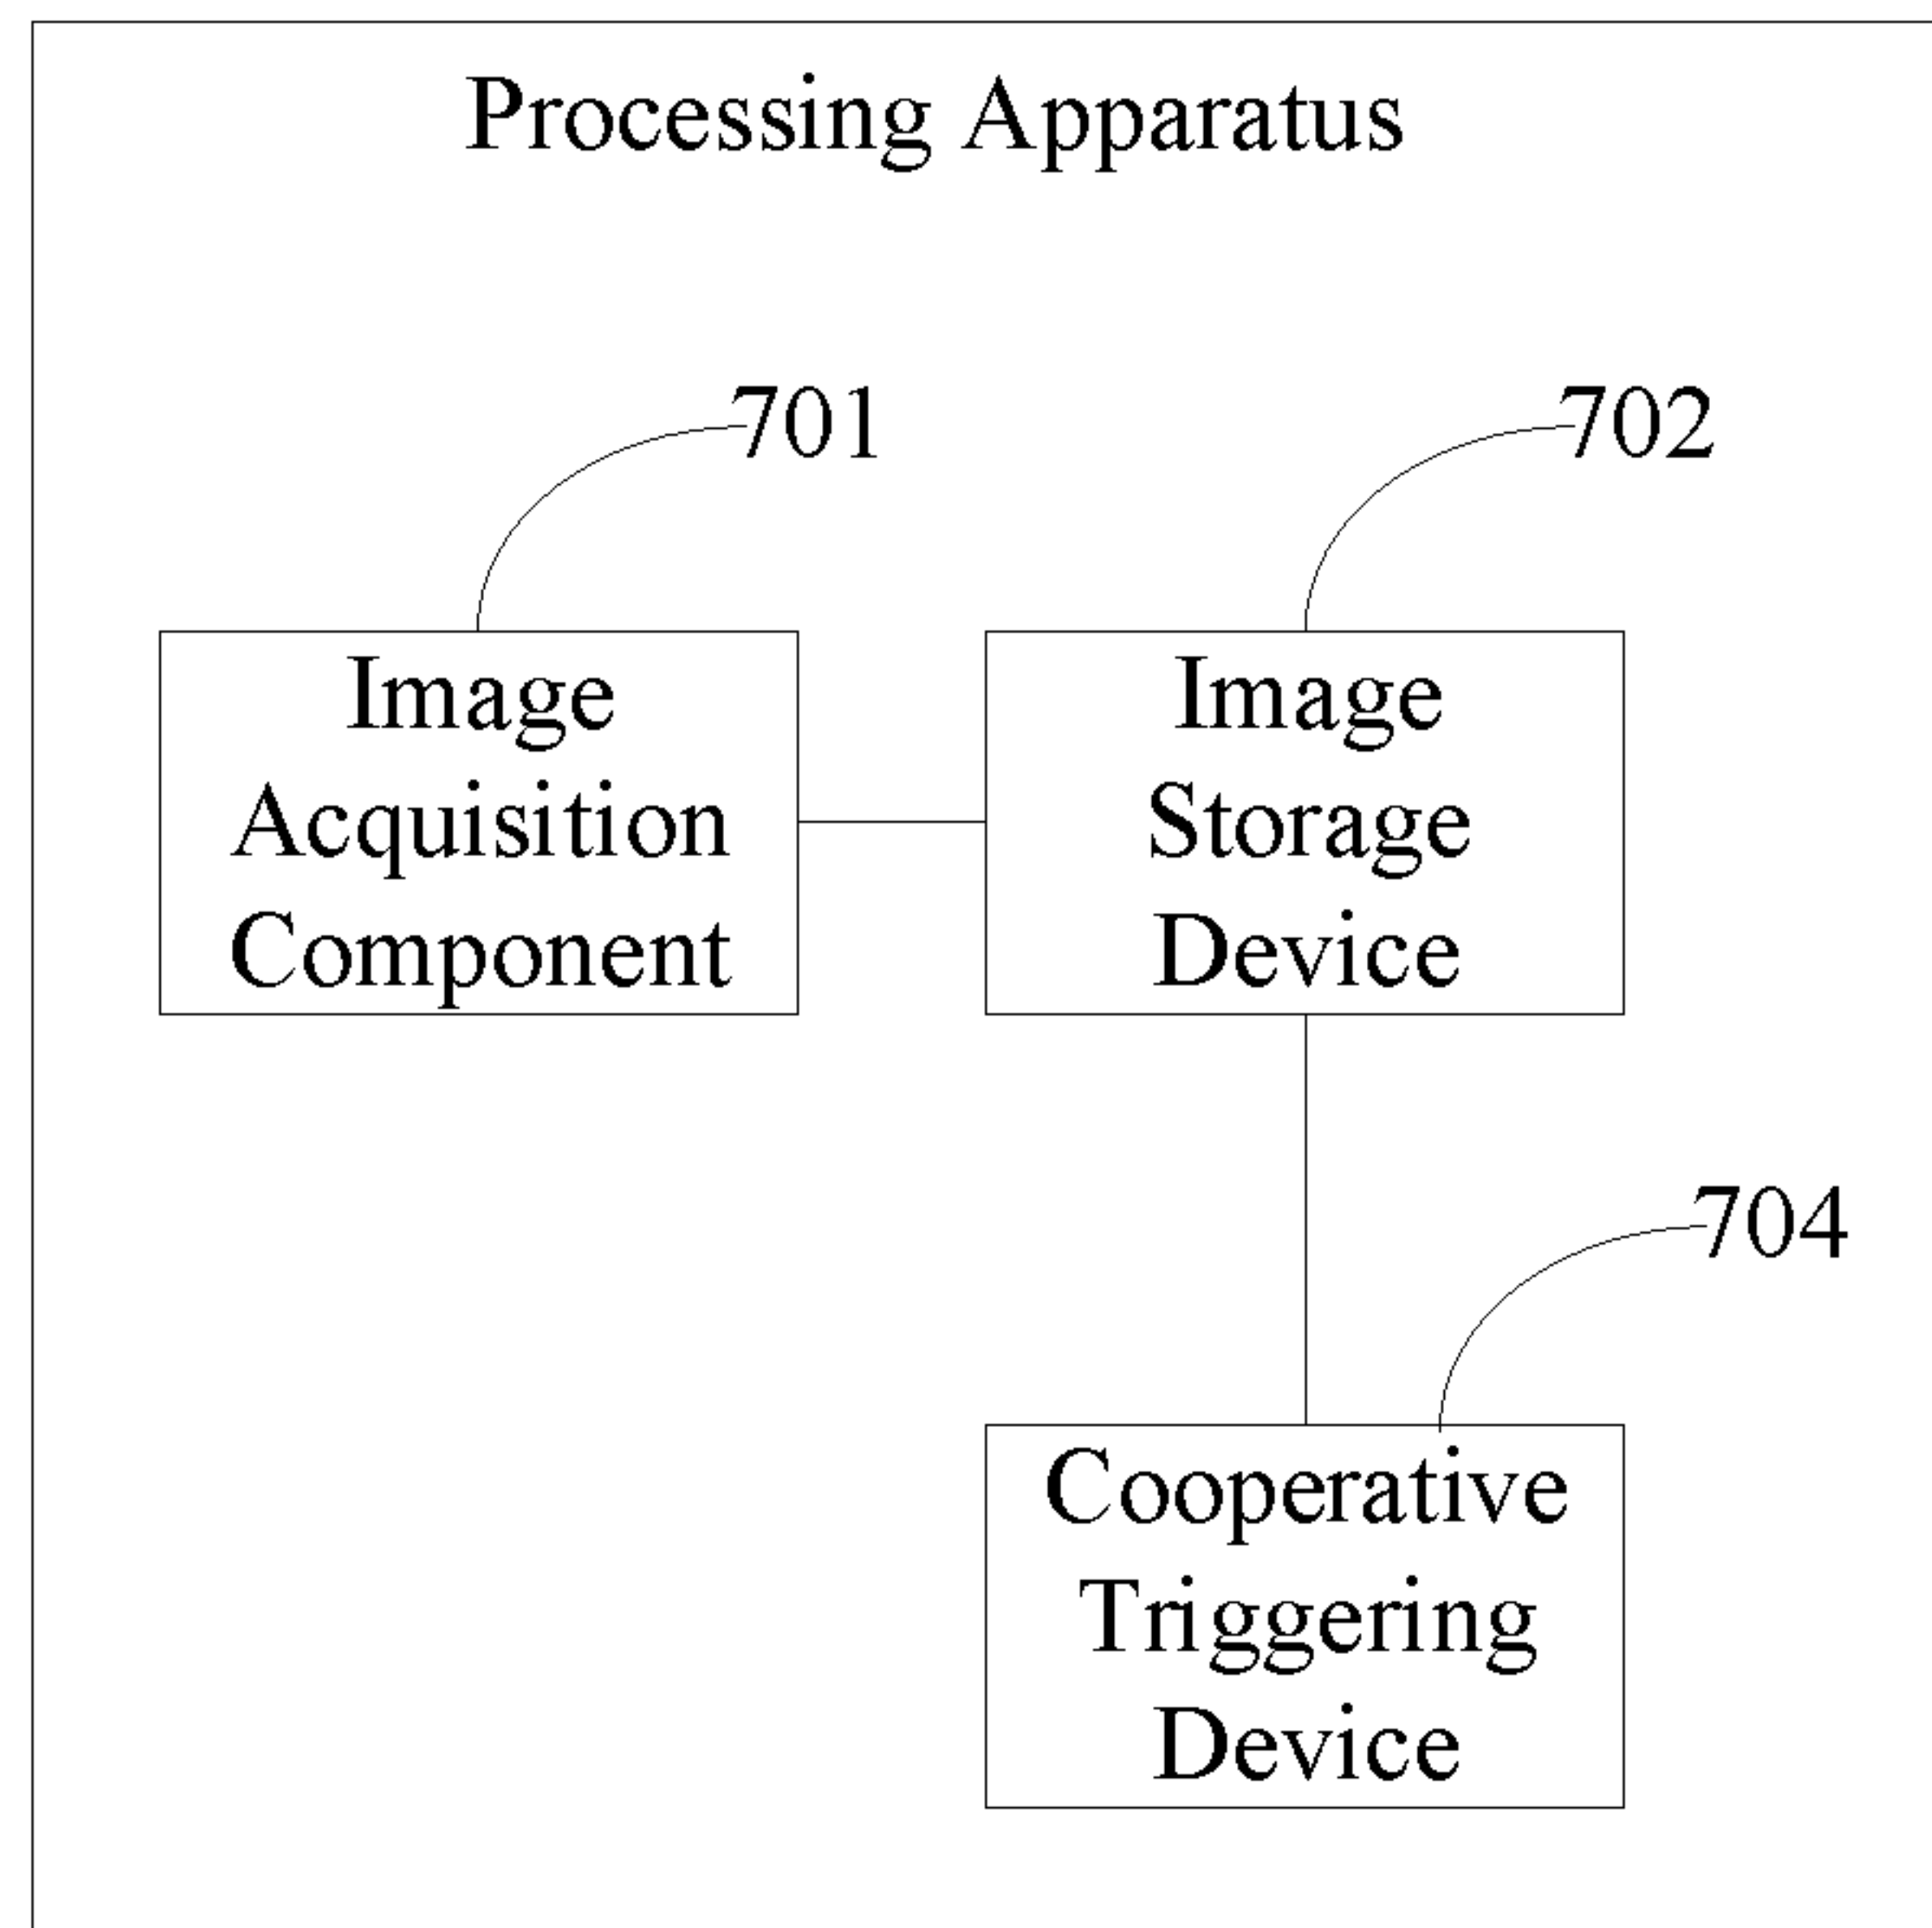 Processing Apparatus
701
702
Image
Acquisition
Component
Image
Storage
Device
704
Cooperative
Triggering
Device